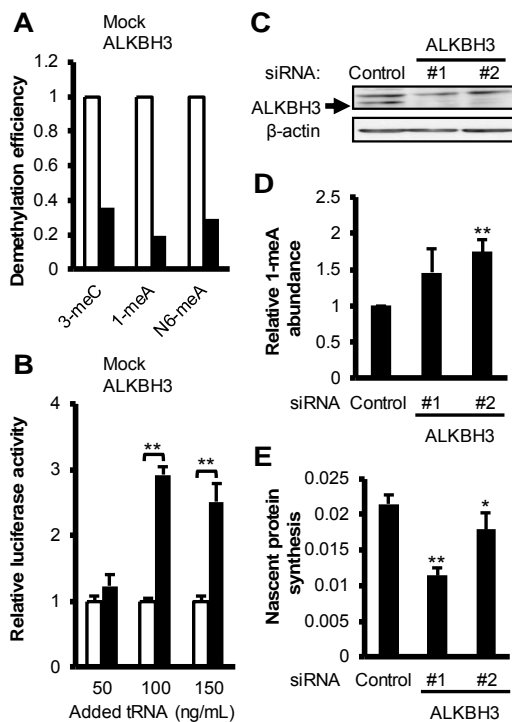 A
Mock
ALKBH3
Demethylation efficiency
1.2
1
0.8
0.6
0.4
0.2
0
3-meC
1-meA
N6-meA
B
Mock
ALKBH3
Relative luciferase activity
4
3
2
1
0
**
**
50 100 150
Added tRNA (ng/mL)
C
ALKBH3
siRNA: Control #1 #2
ALKBH3
β-actin
D
Relative 1-meA
abundance
2.5
2
1.5
1
0
**
siRNA Control #1 #2
ALKBH3
E
Nascent protein
synthesis
0.025
0.02
0.015
0.01
0.005
0
**
*
siRNA Control #1 #2
ALKBH3